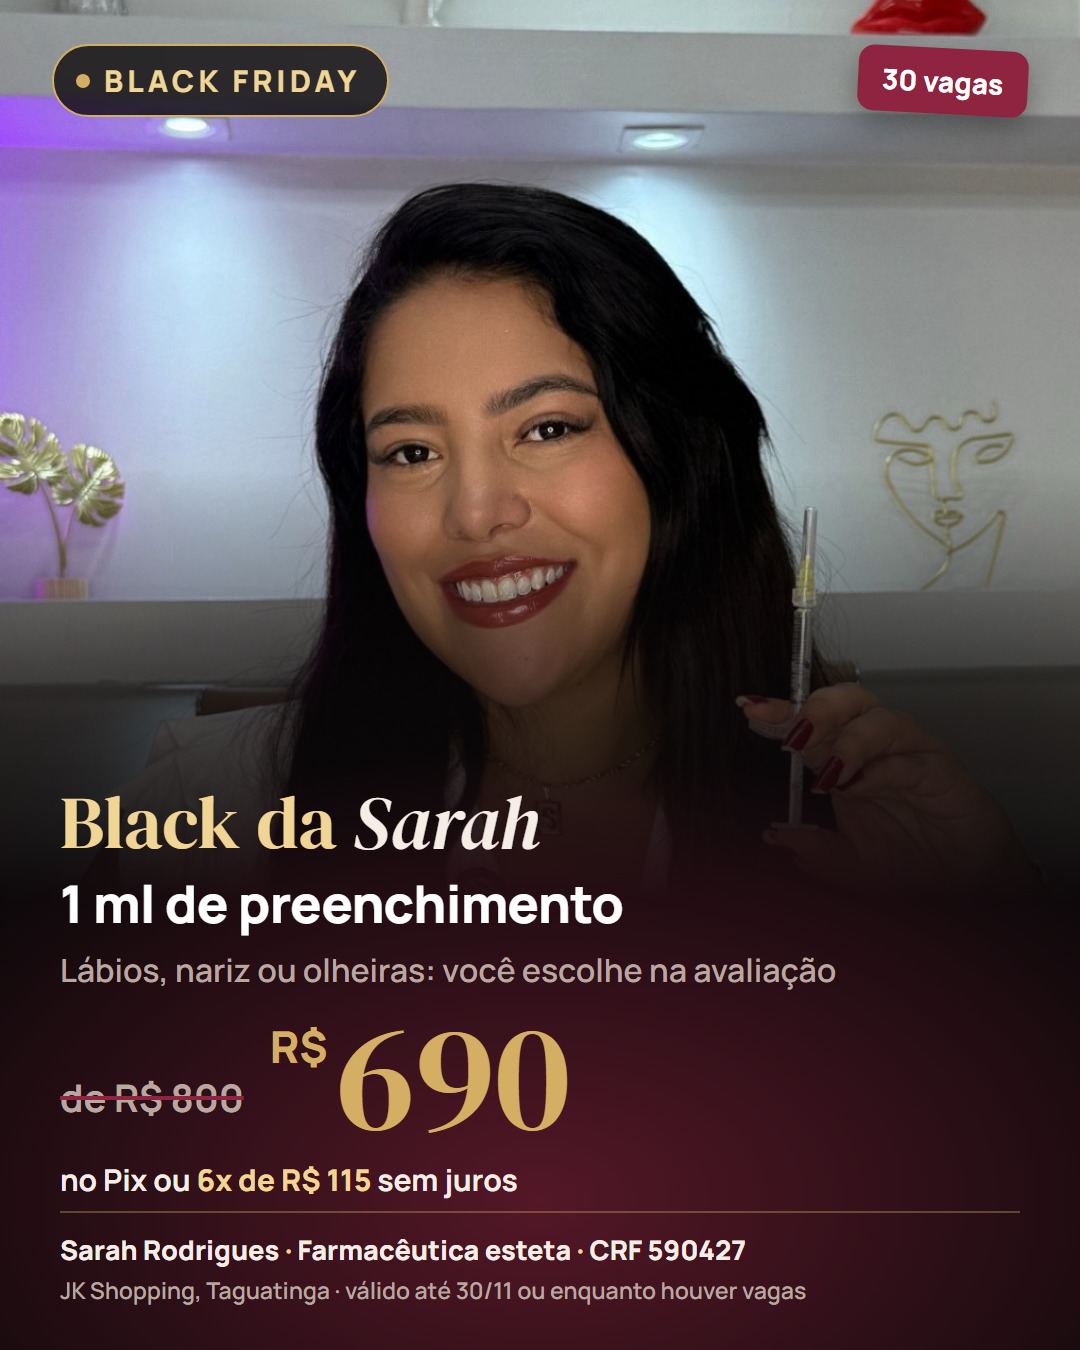 BLACK FRIDAY
30 vagas
Black da Sarah
1 ml de preenchimento
Lábios, nariz ou olheiras: você escolhe na avaliação
de R$ 800 R$ 690
no Pix ou 6x de R$ 115 sem juros
Sarah Rodrigues · Farmacêutica esteta · CRF 590427
JK Shopping, Taguatinga · válido até 30/11 ou enquanto houver vagas